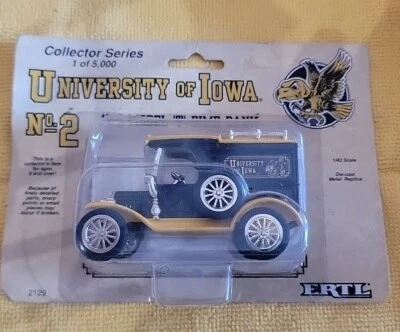 Collector Series
1 of 5,000
UNIVERSITY OF IOWA
No. 2
BANK
This is a
collector's item
for ages
8 and over!
Because of
finely detailed
parts, sharp
points or small
pieces may
occur if broken.
UNIVERSITY
OF IOWA
1/43 Scale
Die-cast
Metal Replica
2129
ERTL